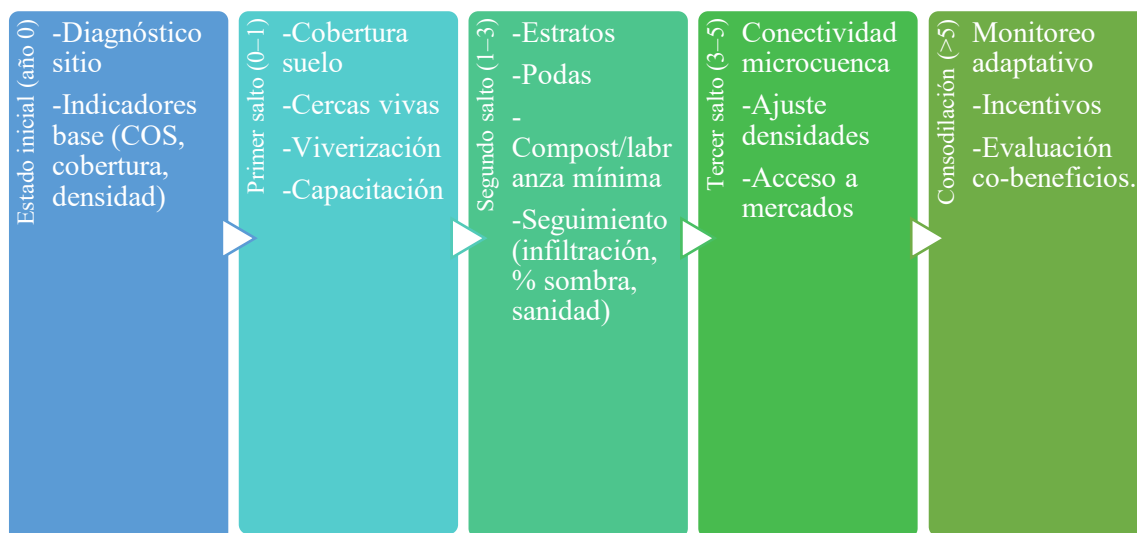 Estado inicial (año 0)
-Diagnóstico
sitio
-Indicadores
base (COS,
cobertura,
densidad)
Primer salto (0–1)
-Cobertura
suelo
-Cercas vivas
-Viverización
-Capacitación
Segundo salto (1–3)
-Estratos
-Podas
-
Compost/labr
anza mínima
-Seguimiento
(infiltración,
% sombra,
sanidad)
Tercer salto (3–5)
Conectividad
microcuenca
-Ajuste
densidades
-Acceso a
mercados
Consodilación (>5)
Monitoreo
adaptativo
-Incentivos
-Evaluación
co-beneficios.